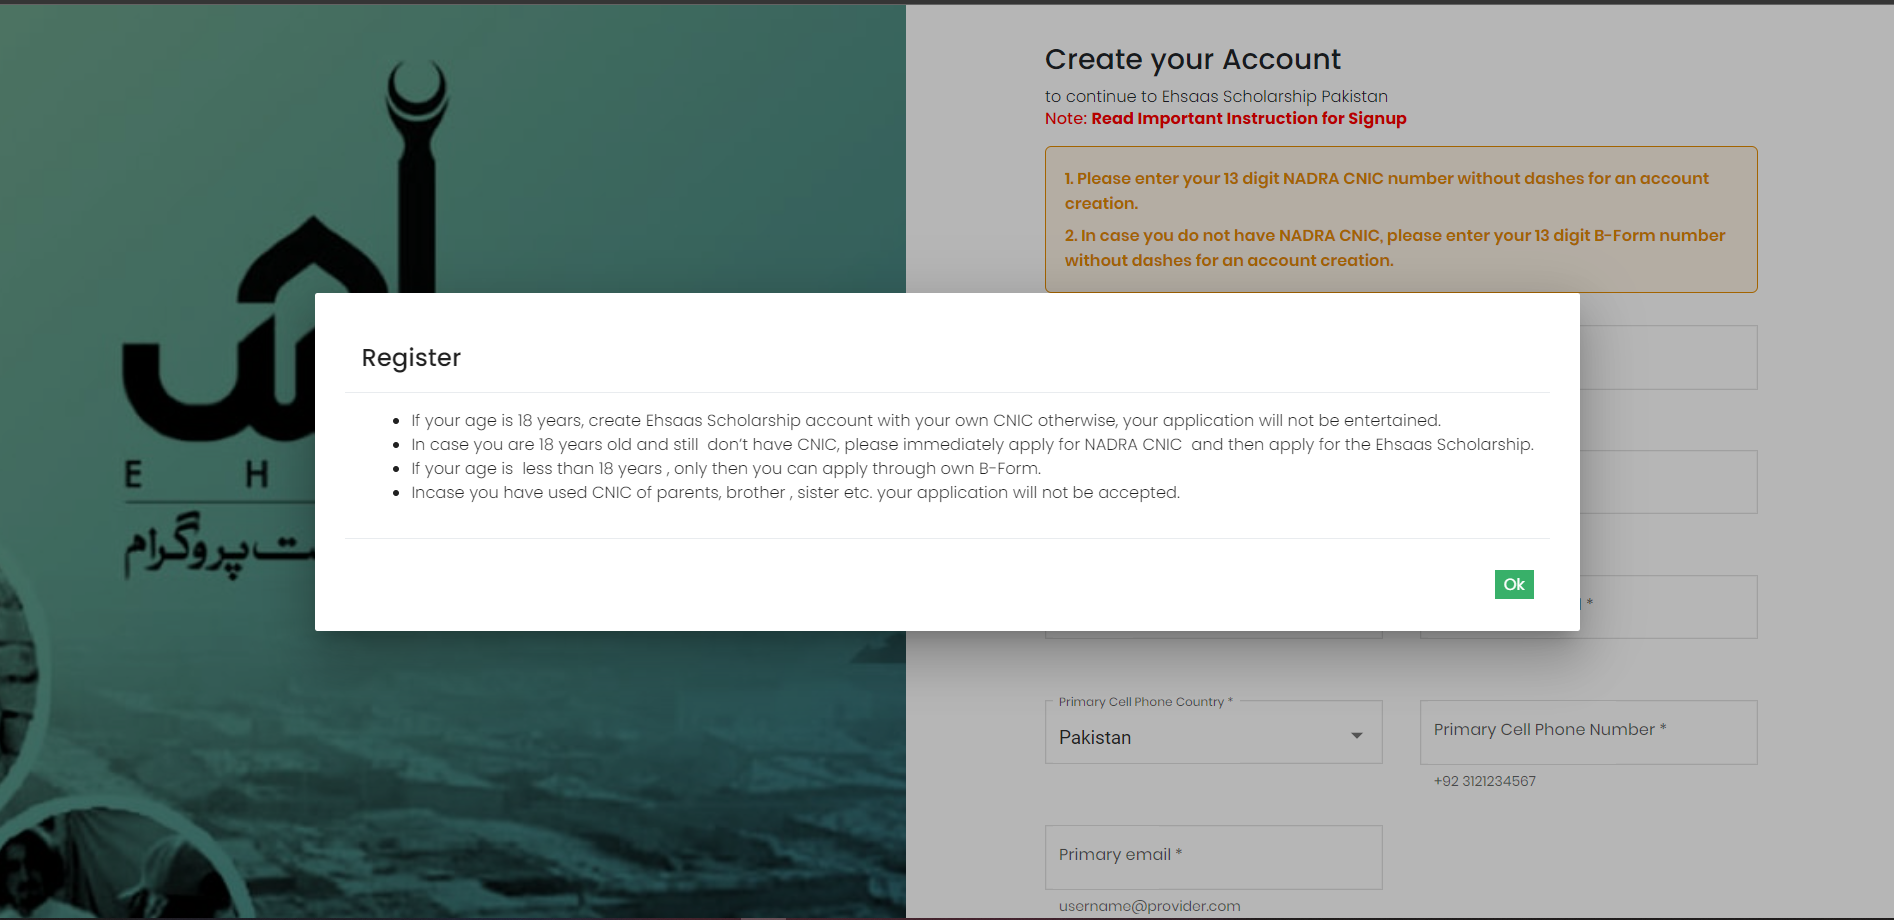 Create your Account
to continue to Ehsaas Scholarship Pakistan
Note: Read Important Instruction for Signup
1. Please enter your 13 digit NADRA CNIC number without dashes for an account
creation.
2. In case you do not have NADRA CNIC, please enter your 13 digit B-Form number
without dashes for an account creation.
E H
پروگرام
Register
If your age is 18 years, create Ehsaas Scholarship account with your own CNIC otherwise, your application will not be entertained.
In case you are 18 years old and still  don’t have CNIC, please immediately apply for NADRA CNIC  and then apply for the Ehsaas Scholarship.
If your age is  less than 18 years , only then you can apply through own B-Form.
Incase you have used CNIC of parents, brother , sister etc. your application will not be accepted.
Ok
*
Primary Cell Phone Country *
Pakistan
Primary Cell Phone Number *
+92 3121234567
Primary email *
username@provider.com